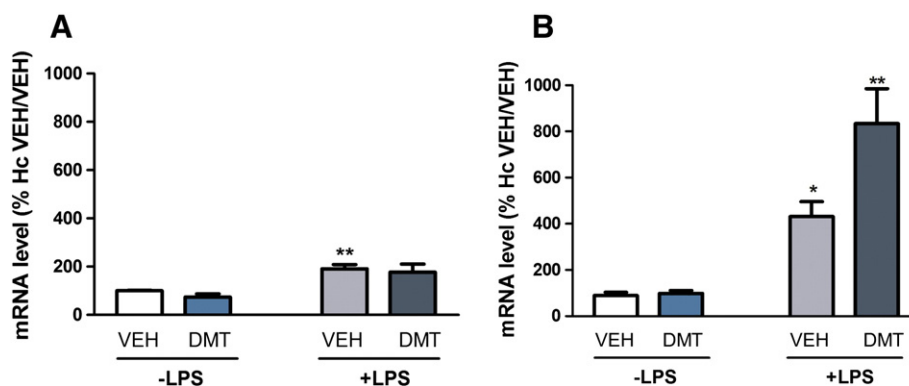 A
mRNA level (% Hc VEH/VEH)
1000
800
600
400
200
0
**
VEH DMT VEH DMT
-LPS +LPS
B
mRNA level (% Hc VEH/VEH)
1000
800
600
400
200
0
*
**
VEH DMT VEH DMT
-LPS +LPS